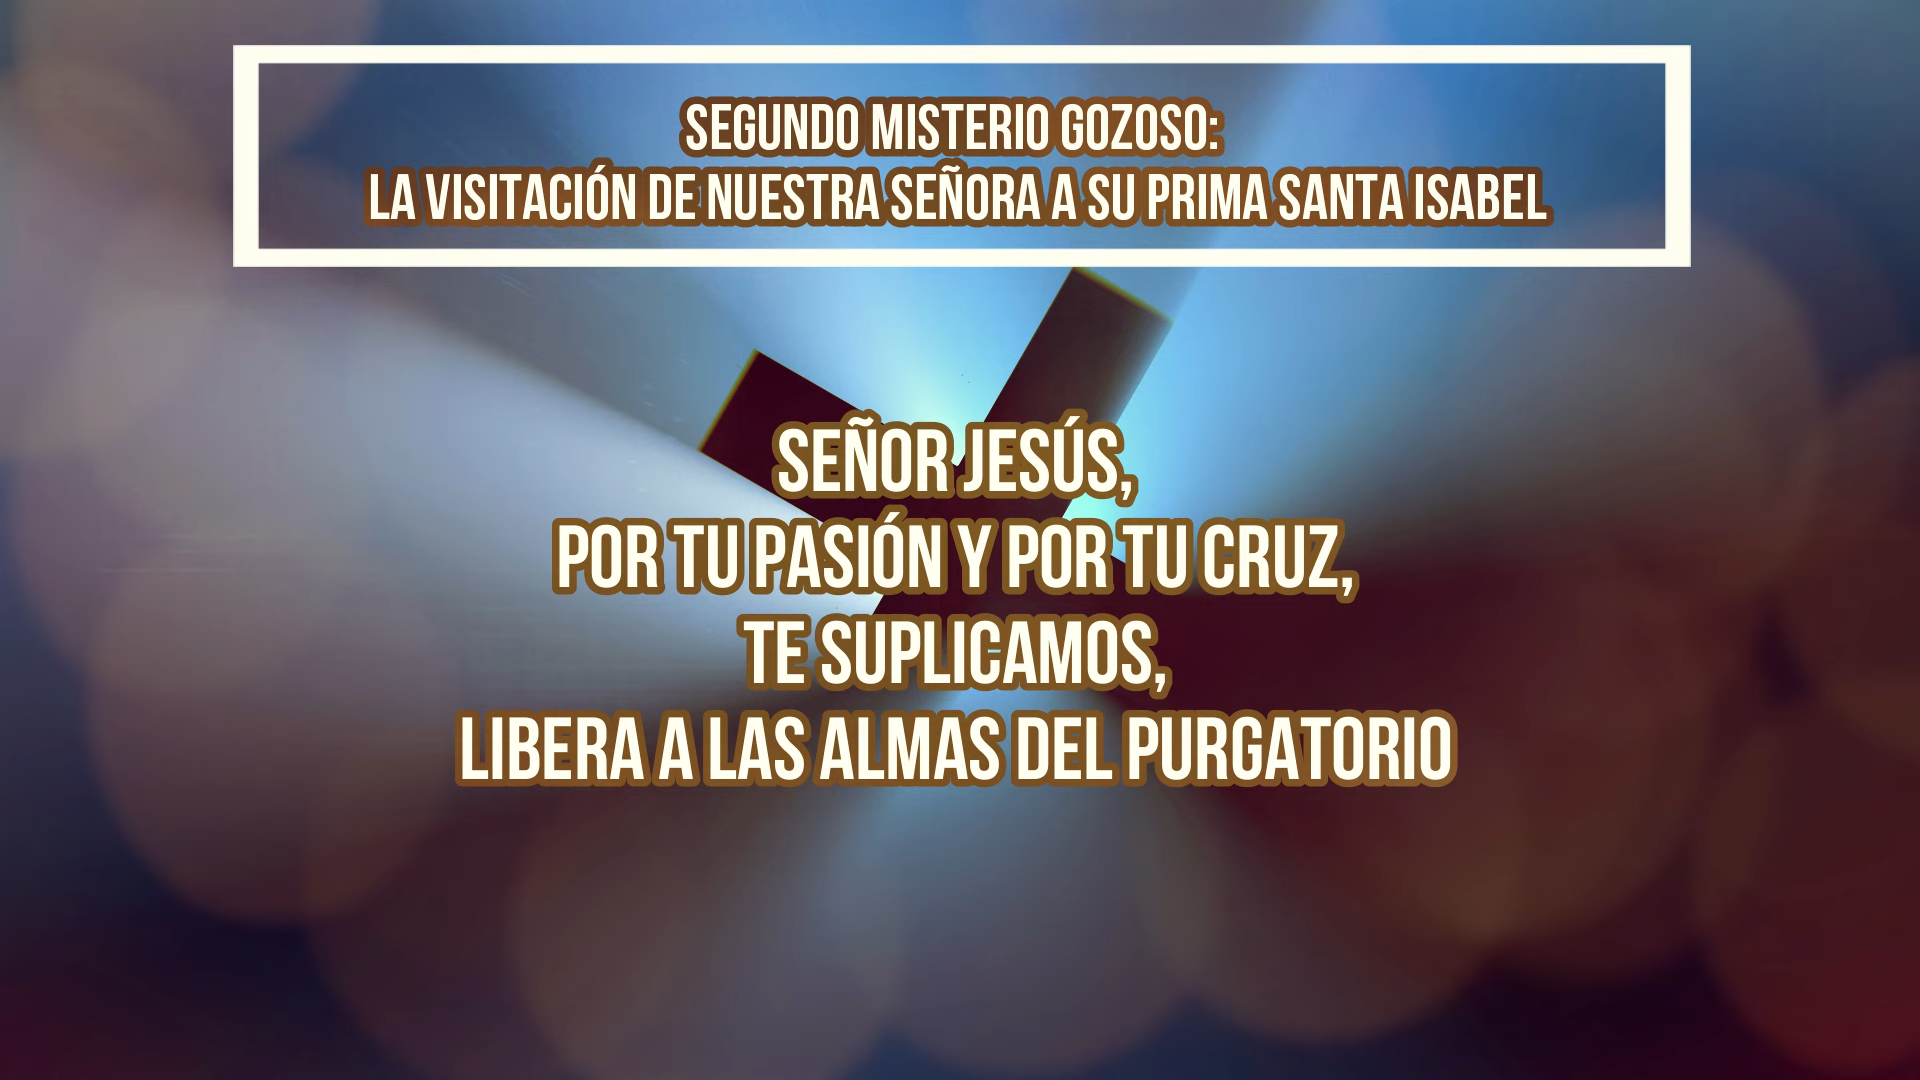 SEGUNDO MISTERIO GOZOSO:
LA VISITACIÓN DE NUESTRA SEÑORA A SU PRIMA SANTA ISABEL
SEÑOR JESÚS,
POR TU PASIÓN Y POR TU CRUZ,
TE SUPLICAMOS,
LIBERA A LAS ALMAS DEL PURGATORIO